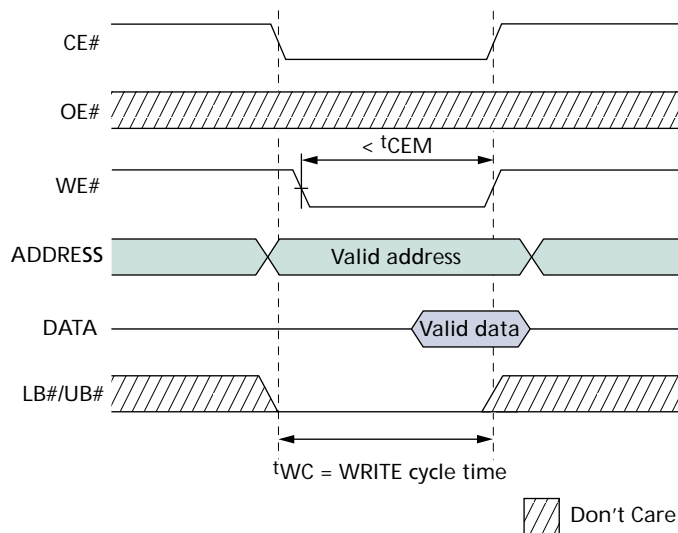 CE#
OE#
< tCEM
WE#
ADDRESS
Valid address
DATA
Valid data
LB#/UB#
tWC = WRITE cycle time
Don't Care